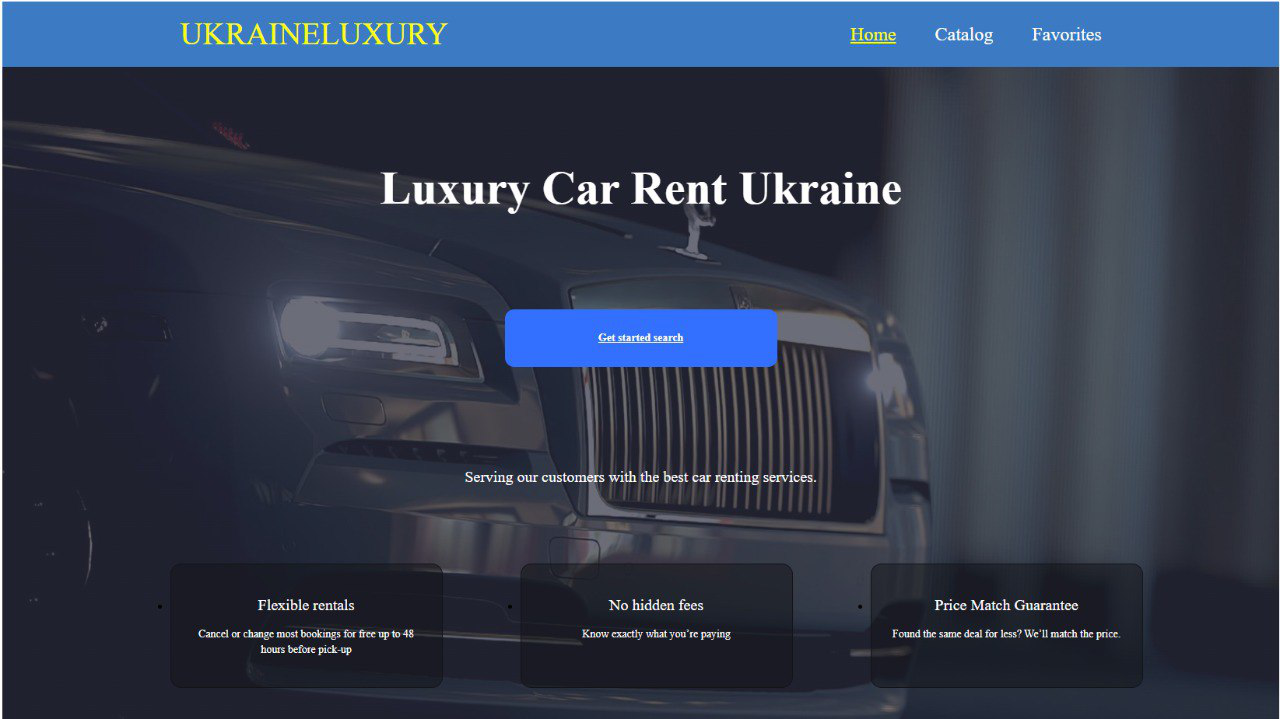 UKRAINELUXURY
Home Catalog Favorites
Luxury Car Rent Ukraine
Get started search
Serving our customers with the best car renting services.
Flexible rentals
Cancel or change most bookings for free up to 48
hours before pick-up
No hidden fees
Know exactly what you’re paying
Price Match Guarantee
Found the same deal for less? We’ll match the price.